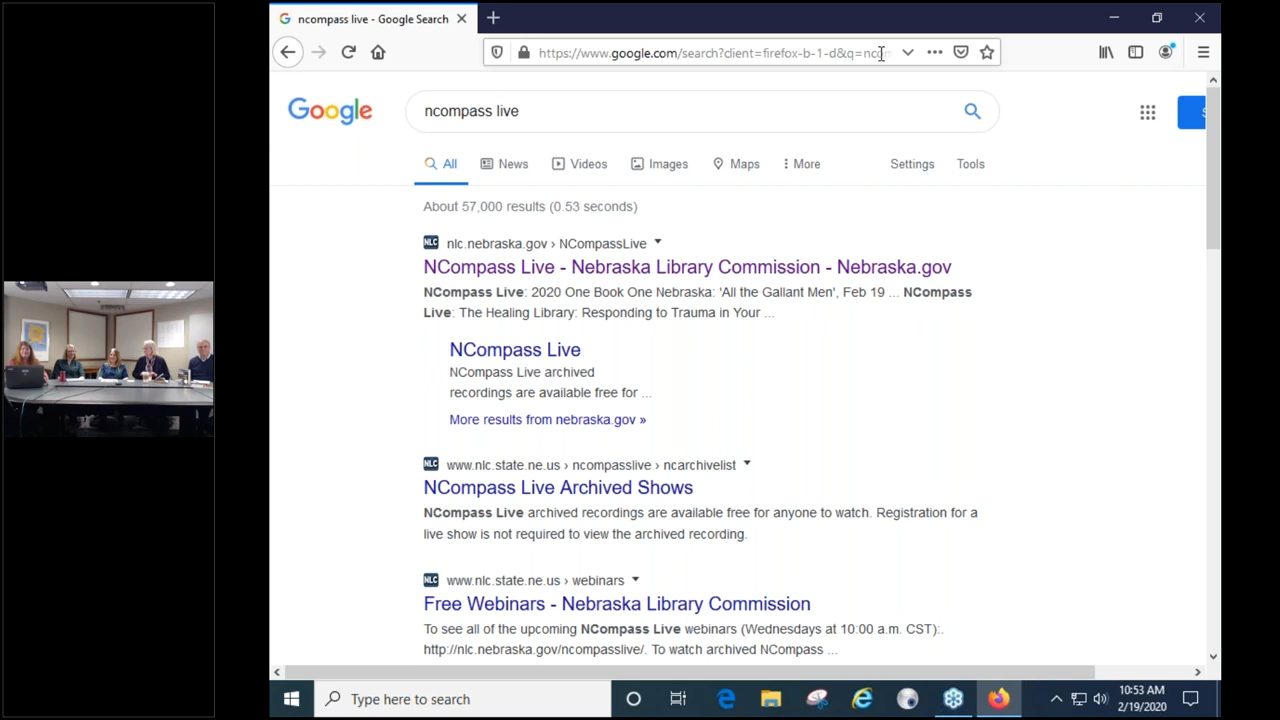 ncompass live - Google Search
https://www.google.com/search?client=firefox-b-1-d&q=nco
Google
ncompass live
All News Videos Images Maps More Settings Tools
About 57,000 results (0.53 seconds)
NLC nlc.nebraska.gov › NCompassLive
NCompass Live - Nebraska Library Commission - Nebraska.gov
NCompass Live: 2020 One Book One Nebraska: 'All the Gallant Men', Feb 19 ... NCompass
Live: The Healing Library: Responding to Trauma in Your ...
NCompass Live
NCompass Live archived
recordings are available free for ...
More results from nebraska.gov »
NLC www.nlc.state.ne.us › ncompasslive › ncarchivelist
NCompass Live Archived Shows
NCompass Live archived recordings are available free for anyone to watch. Registration for a
live show is not required to view the archived recording.
NLC www.nlc.state.ne.us › webinars
Free Webinars - Nebraska Library Commission
To see all of the upcoming NCompass Live webinars (Wednesdays at 10:00 a.m. CST):.
http://nlc.nebraska.gov/ncompasslive/. To watch archived NCompass ...
Type here to search
10:53 AM
2/19/2020